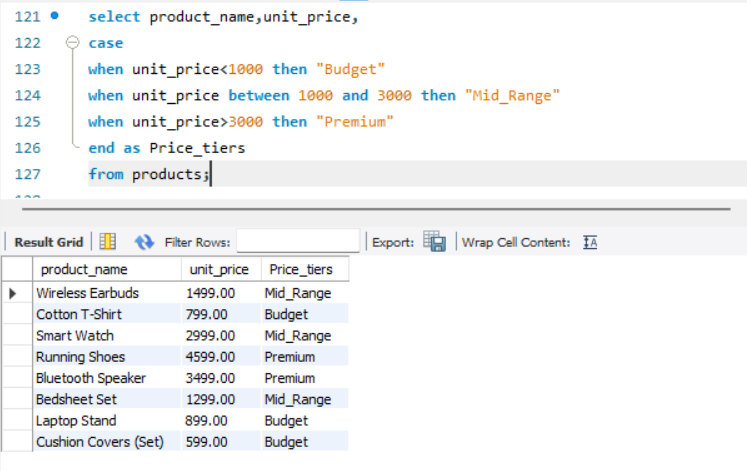 121 select product_name,unit_price,
122 case
123 when unit_price<1000 then "Budget"
124 when unit_price between 1000 and 3000 then "Mid_Range"
125 when unit_price>3000 then "Premium"
126 end as Price_tiers
127 from products;
Result Grid Filter Rows: Export: Wrap Cell Content: IA
product_name unit_price Price_tiers
Wireless Earbuds 1499.00 Mid_Range
Cotton T-Shirt 799.00 Budget
Smart Watch 2999.00 Mid_Range
Running Shoes 4599.00 Premium
Bluetooth Speaker 3499.00 Premium
Bedsheet Set 1299.00 Mid_Range
Laptop Stand 899.00 Budget
Cushion Covers (Set) 599.00 Budget